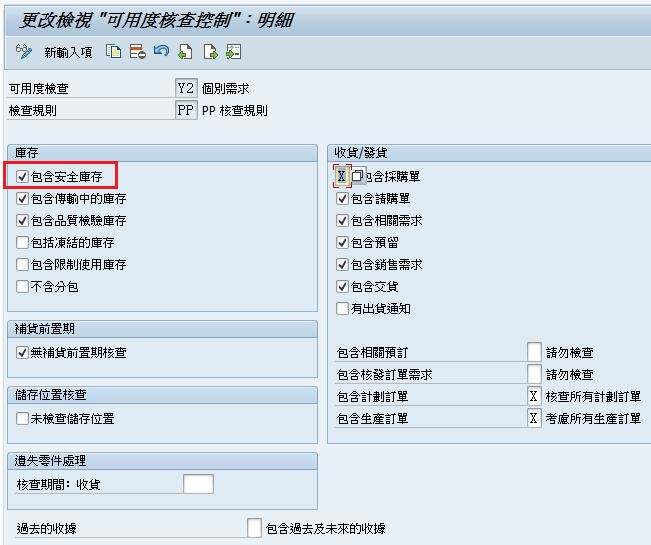 更改檢視 "可用度核查控制"：明細
新輸入項
可用度檢查 Y2 個別需求
檢查規則 PP PP 核查規則
庫存
包含安全庫存
包含傳輸中的庫存
包含品質檢驗庫存
包括凍結的庫存
包含限制使用庫存
不含分包
補貨前置期
無補貨前置期核查
儲存位置核查
未檢查儲存位置
遺失零件處理
核查期間: 收貨
收貨/發貨
X 包含採購單
包含請購單
包含相關需求
包含預留
包含銷售需求
包含交貨
有出貨通知
包含相關預訂 請勿檢查
包含核發訂單需求 請勿檢查
包含計劃訂單 X 核查所有計劃訂單
包含生產訂單 X 考慮所有生產訂單
過去的收據 包含過去及未來的收據